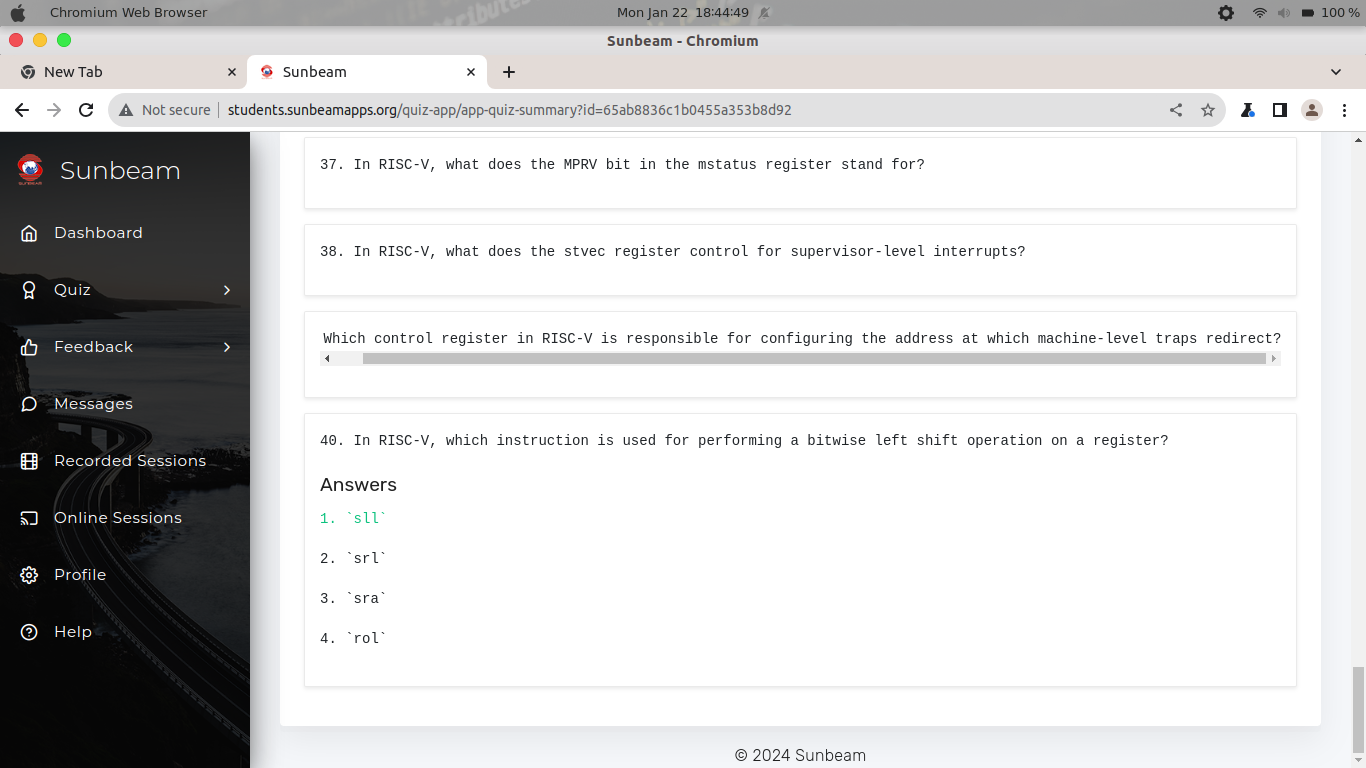 Chromium Web Browser
Mon Jan 22 18:44:49
100 %
Sunbeam - Chromium
New Tab
Sunbeam
Not secure
students.sunbeamapps.org/quiz-app/app-quiz-summary?id=65ab8836c1b0455a353b8d92
Sunbeam
Dashboard
Quiz
Feedback
Messages
Recorded Sessions
Online Sessions
Profile
Help
37. In RISC-V, what does the MPRV bit in the mstatus register stand for?
38. In RISC-V, what does the stvec register control for supervisor-level interrupts?
Which control register in RISC-V is responsible for configuring the address at which machine-level traps redirect?
40. In RISC-V, which instruction is used for performing a bitwise left shift operation on a register?
Answers
1. `sll`
2. `srl`
3. `sra`
4. `rol`
© 2024 Sunbeam